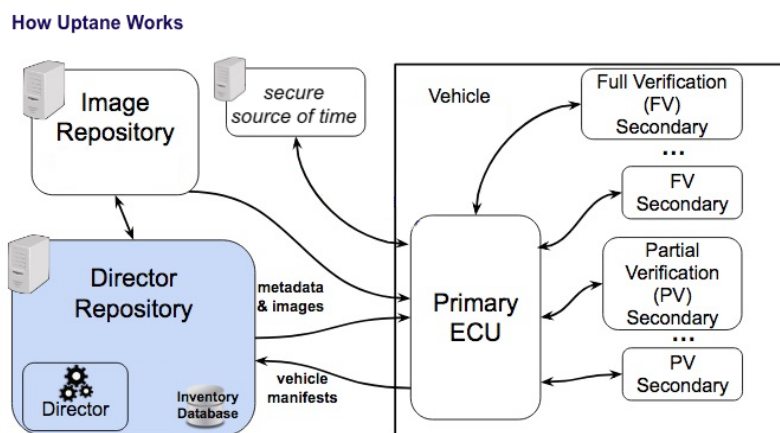 How Uptane Works
Image
Repository
secure
source of time
Vehicle
Full Verification
(FV)
Secondary
...
FV
Secondary
Partial
Verification
(PV)
Secondary
...
PV
Secondary
Primary
ECU
Director
Repository
metadata
& images
vehicle
manifests
Director
Inventory
Database